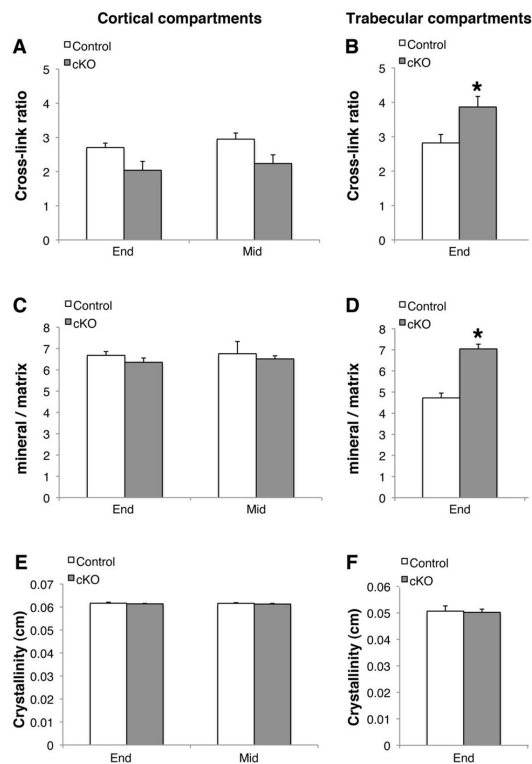 Cortical compartments
Trabecular compartments
A
Control
cKO
Cross-link ratio
5
4
3
2
1
0
End
Mid
B
Control
cKO
Cross-link ratio
5
4
3
2
1
0
*
End
C
Control
cKO
mineral / matrix
8
7
6
5
4
3
2
1
0
End
Mid
D
Control
cKO
mineral / matrix
8
7
6
5
4
3
2
1
0
*
End
E
Control
cKO
Crystallinity (cm)
0.07
0.06
0.05
0.04
0.03
0.02
0.01
0
End
Mid
F
Control
cKO
Crystallinity (cm)
0.06
0.05
0.04
0.03
0.02
0.01
0
End